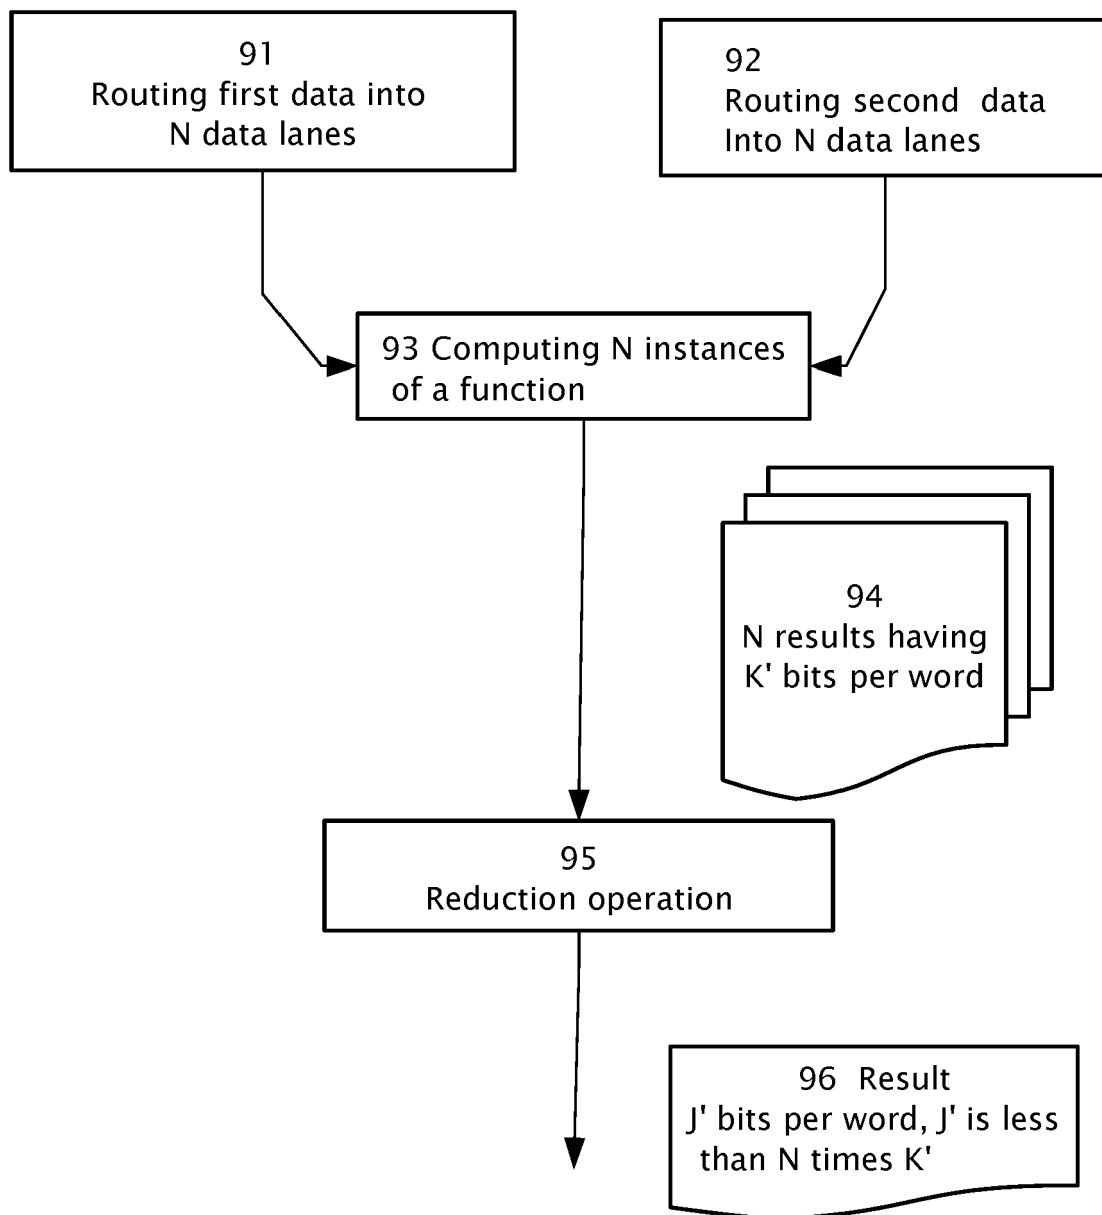 91
Routing first data into
N data lanes
92
Routing second data
Into N data lanes
93 Computing N instances
of a function
94
N results having
K' bits per word
95
Reduction operation
96 Result
J' bits per word, J' is less
than N times K'